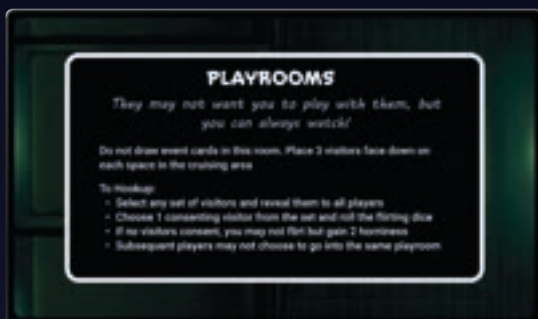 PLAYROOMS
They may not want you to play with them, but
you can always watch!
Do not draw event cards in this room. Place 3 visitors face down on
each space in the cruising area
To Hookup:
• Select any set of visitors and reveal them to all players
• Choose 1 consenting visitor from the set and roll the flirting dice
• If no visitors consent, you may not flirt but gain 2 horniness
• Subsequent players may not choose to go into the same playroom